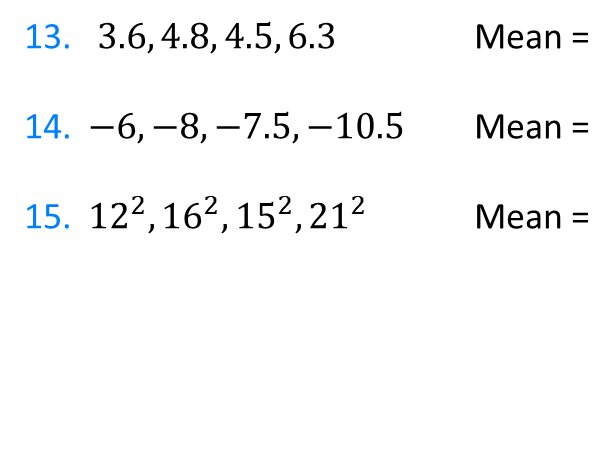 13. 3.6, 4.8, 4.5, 6.3 Mean =
14. −6, −8, −7.5, −10.5 Mean =
15. 12², 16², 15², 21² Mean =